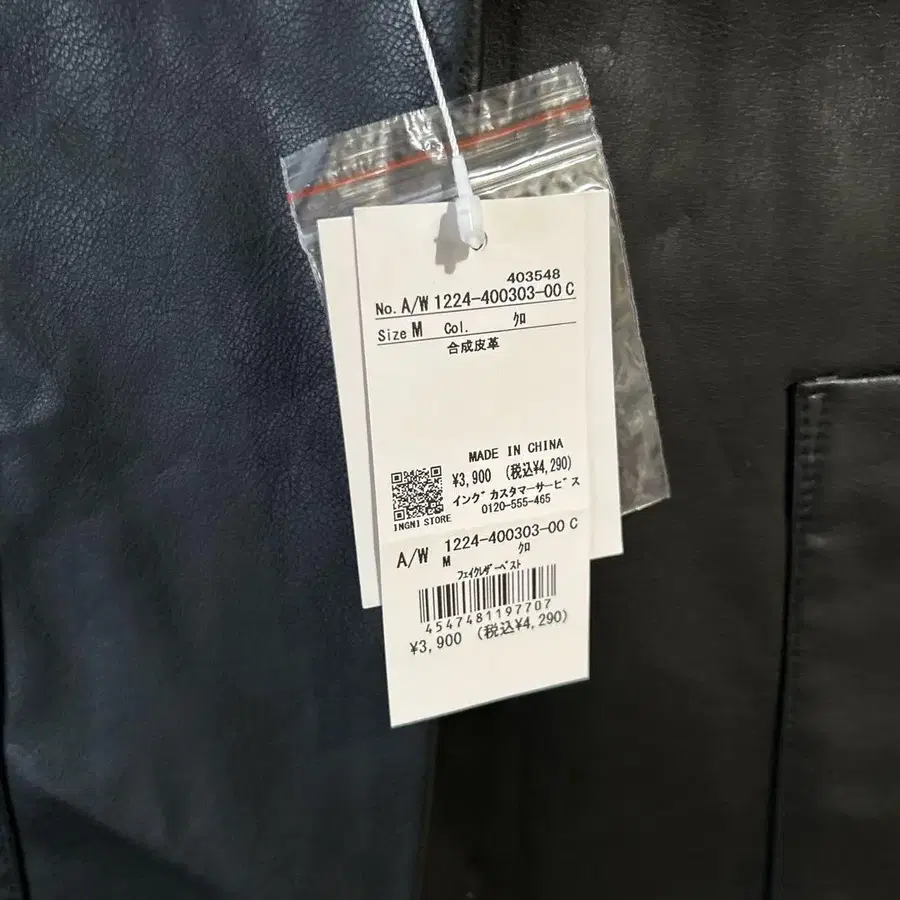 403548
No. A/W 1224-400303-00 C
Size M Col. ｸﾛ
合成皮革
MADE IN CHINA
¥3,900 (税込¥4,290)
イング カスタマーサービス
0120-555-465
INGNI STORE
A/W 1224-400303-00 C
M ｸﾛ
ﾌｪｲｸﾚｻﾞｰﾍﾞｽﾄ
4547481197707
¥3,900 (税込¥4,290)